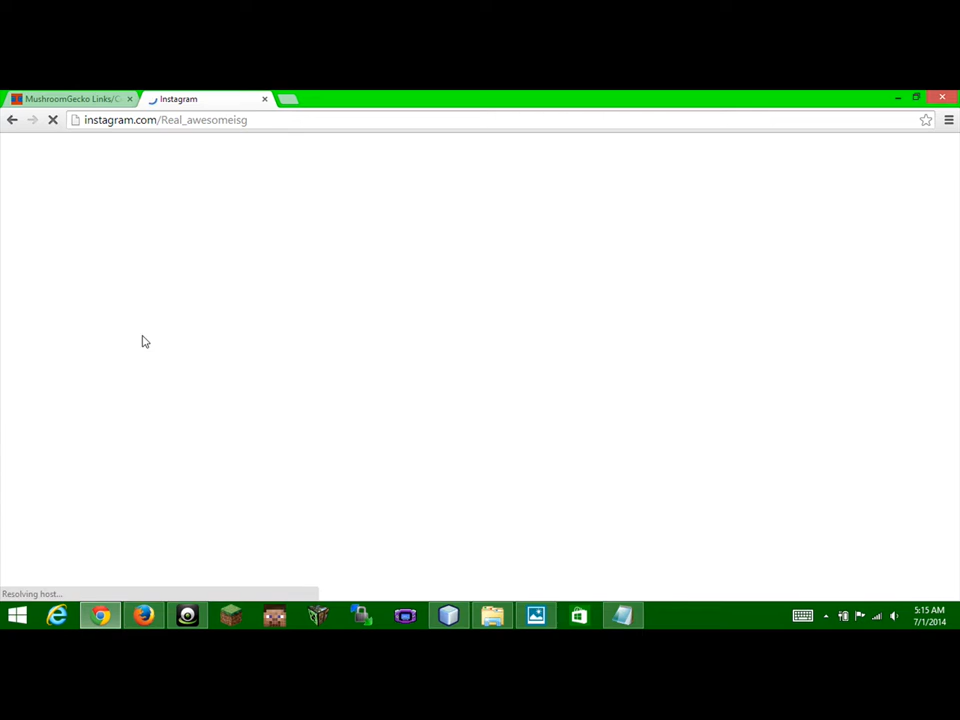 MushroomGecko Links/C
Instagram
instagram.com/Real_awesomeisg
Resolving host...
5:15 AM
7/1/2014